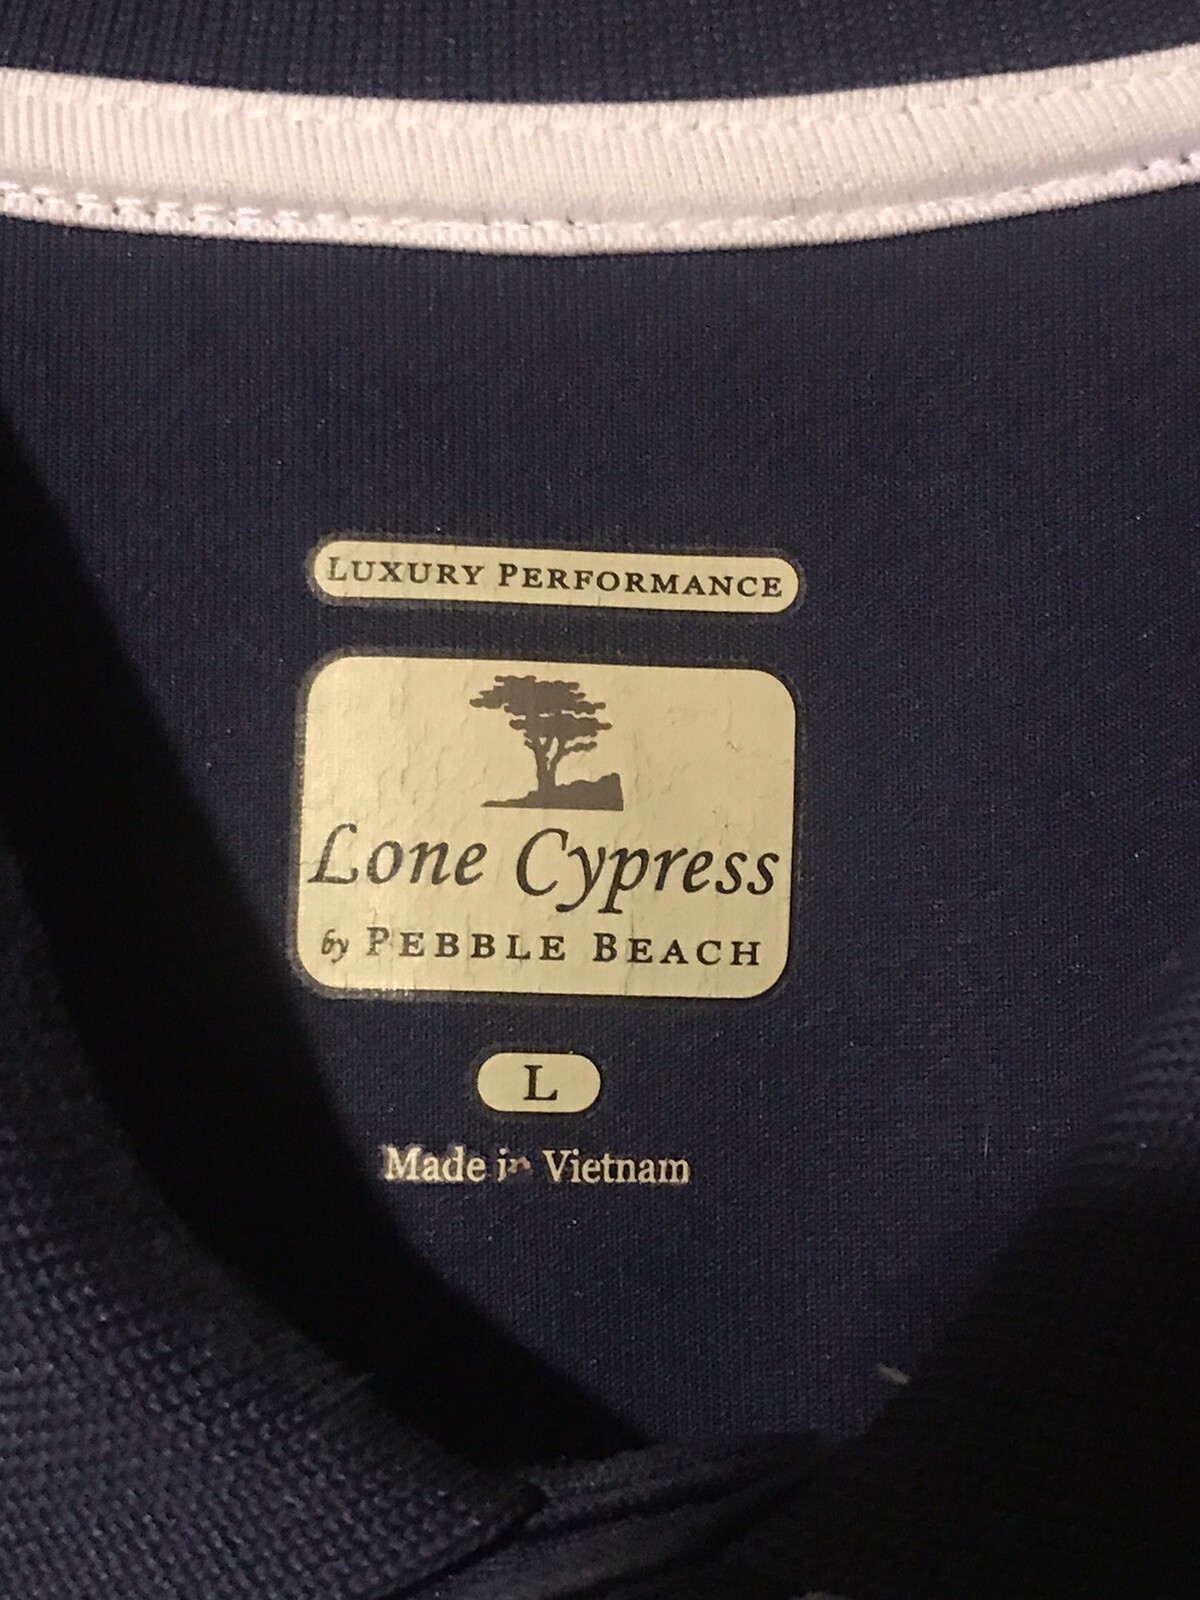 LUXURY PERFORMANCE
Lone Cypress
by PEBBLE BEACH
L
Made in Vietnam